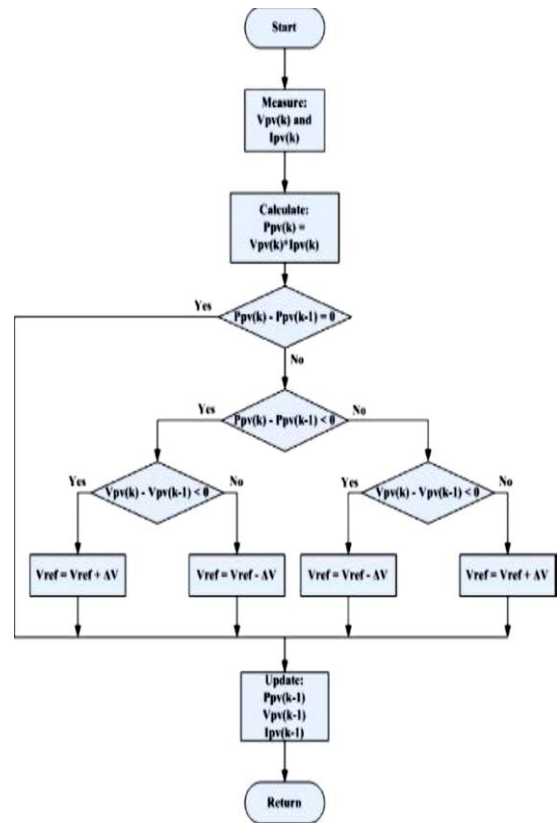 Start
Measure:
Vpv(k) and
Ipv(k)
Calculate:
Ppv(k) =
Vpv(k)*Ipv(k)
Yes
Ppv(k) - Ppv(k-1) = 0
No
Yes
Ppv(k) - Ppv(k-1) < 0
No
Yes
Vpv(k) - Vpv(k-1) < 0
No
Yes
Vpv(k) - Vpv(k-1) < 0
No
Vref = Vref + ΔV
Vref = Vref - ΔV
Vref = Vref - ΔV
Vref = Vref + ΔV
Update:
Ppv(k-1)
Vpv(k-1)
Ipv(k-1)
Return